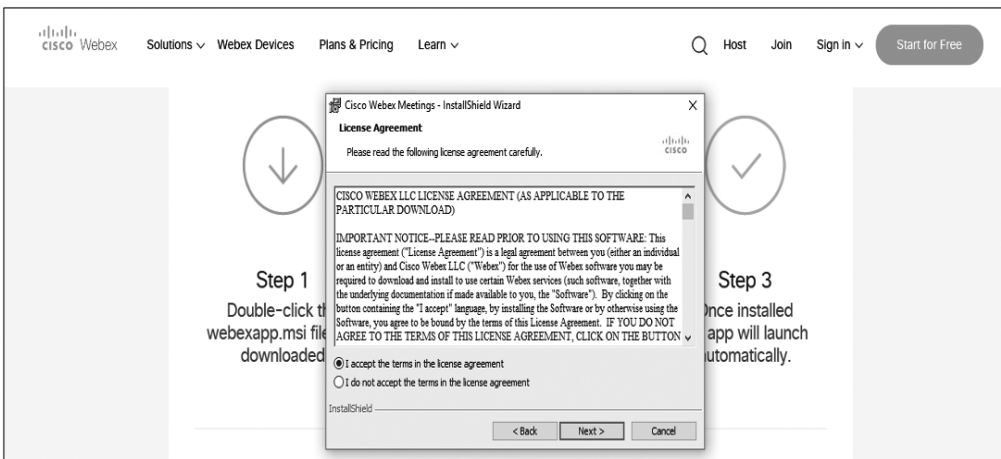 CISCO Webex Solutions Webex Devices Plans & Pricing Learn Host Join Sign in Start for Free
Cisco Webex Meetings - InstallShield Wizard X
License Agreement
Please read the following license agreement carefully.
CISCO
CISCO WEBEX LLC LICENSE AGREEMENT (AS APPLICABLE TO THE
PARTICULAR DOWNLOAD)
IMPORTANT NOTICE--PLEASE READ PRIOR TO USING THIS SOFTWARE: This
license agreement ("License Agreement") is a legal agreement between you (either an individual
or an entity) and Cisco Webex LLC ("Webex") for the use of Webex software you may be
required to download and install to use certain Webex services (such software, together with
the underlying documentation if made available to you, the "Software"). By clicking on the
button containing the "I accept" language, by installing the Software or by otherwise using the
Software, you agree to be bound by the terms of this License Agreement. IF YOU DO NOT
AGREE TO THE TERMS OF THIS LICENSE AGREEMENT, CLICK ON THE BUTTON
I accept the terms in the license agreement
I do not accept the terms in the license agreement
InstallShield
< Back Next > Cancel
Step 1
Double-click
webexapp.msi
downloaded
Step 3
installed
app will launch